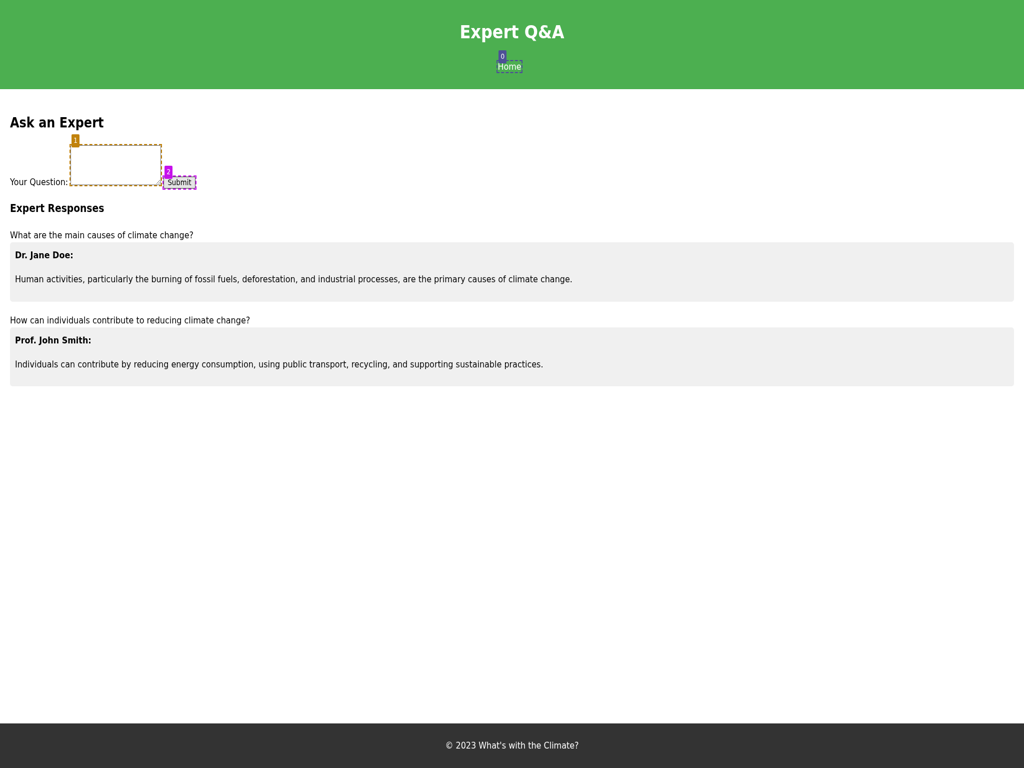 Expert Q&A
0
Home
Ask an Expert
1
Your Question:
2
Submit
Expert Responses
What are the main causes of climate change?
Dr. Jane Doe:
Human activities, particularly the burning of fossil fuels, deforestation, and industrial processes, are the primary causes of climate change.
How can individuals contribute to reducing climate change?
Prof. John Smith:
Individuals can contribute by reducing energy consumption, using public transport, recycling, and supporting sustainable practices.
© 2023 What's with the Climate?